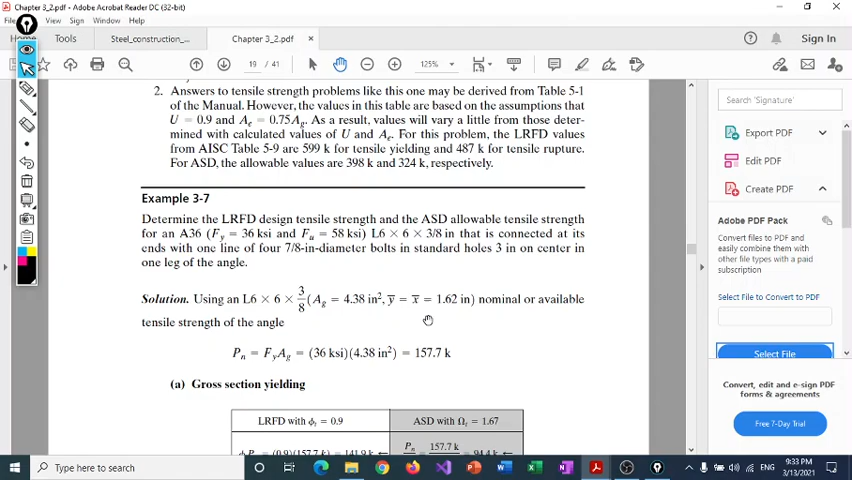 Chapter 3_2.pdf - Adobe Acrobat Reader DC (32-bit)
View Sign Window Help
Tools
Steel_construction_...
Chapter 3_2.pdf ×
Sign In
19 / 41
125%
2. Answers to tensile strength problems like this one may be derived from Table 5-1
of the Manual. However, the values in this table are based on the assumptions that
U = 0.9 and Ae = 0.75Ag. As a result, values will vary a little from those deter-
mined with calculated values of U and Ae. For this problem, the LRFD values
from AISC Table 5-9 are 599 k for tensile yielding and 487 k for tensile rupture.
For ASD, the allowable values are 398 k and 324 k, respectively.
Example 3-7
Determine the LRFD design tensile strength and the ASD allowable tensile strength
for an A36 (Fy = 36 ksi and Fu = 58 ksi) L6 × 6 × 3/8 in that is connected at its
ends with one line of four 7/8-in-diameter bolts in standard holes 3 in on center in
one leg of the angle.
Solution. Using an L6 × 6 × 3/8 (Ag = 4.38 in², y̅ = x̅ = 1.62 in) nominal or available
tensile strength of the angle
Pn = FyAg = (36 ksi)(4.38 in²) = 157.7 k
(a) Gross section yielding
LRFD with ϕt = 0.9 ASD with Ωt = 1.67
ϕtPn = (0.9)(157.7 k) = 141.9 k ← Pn 157.7 k = 94.4 k ←
Search 'Signature'
Export PDF
Edit PDF
Create PDF
Adobe PDF Pack
Convert files to PDF and
easily combine them with
other file types with a paid
subscription
Select File to Convert to PDF
Select File
Convert, edit and e-sign PDF
forms & agreements
Free 7-Day Trial
Type here to search
ENG
9:33 PM
3/13/2021